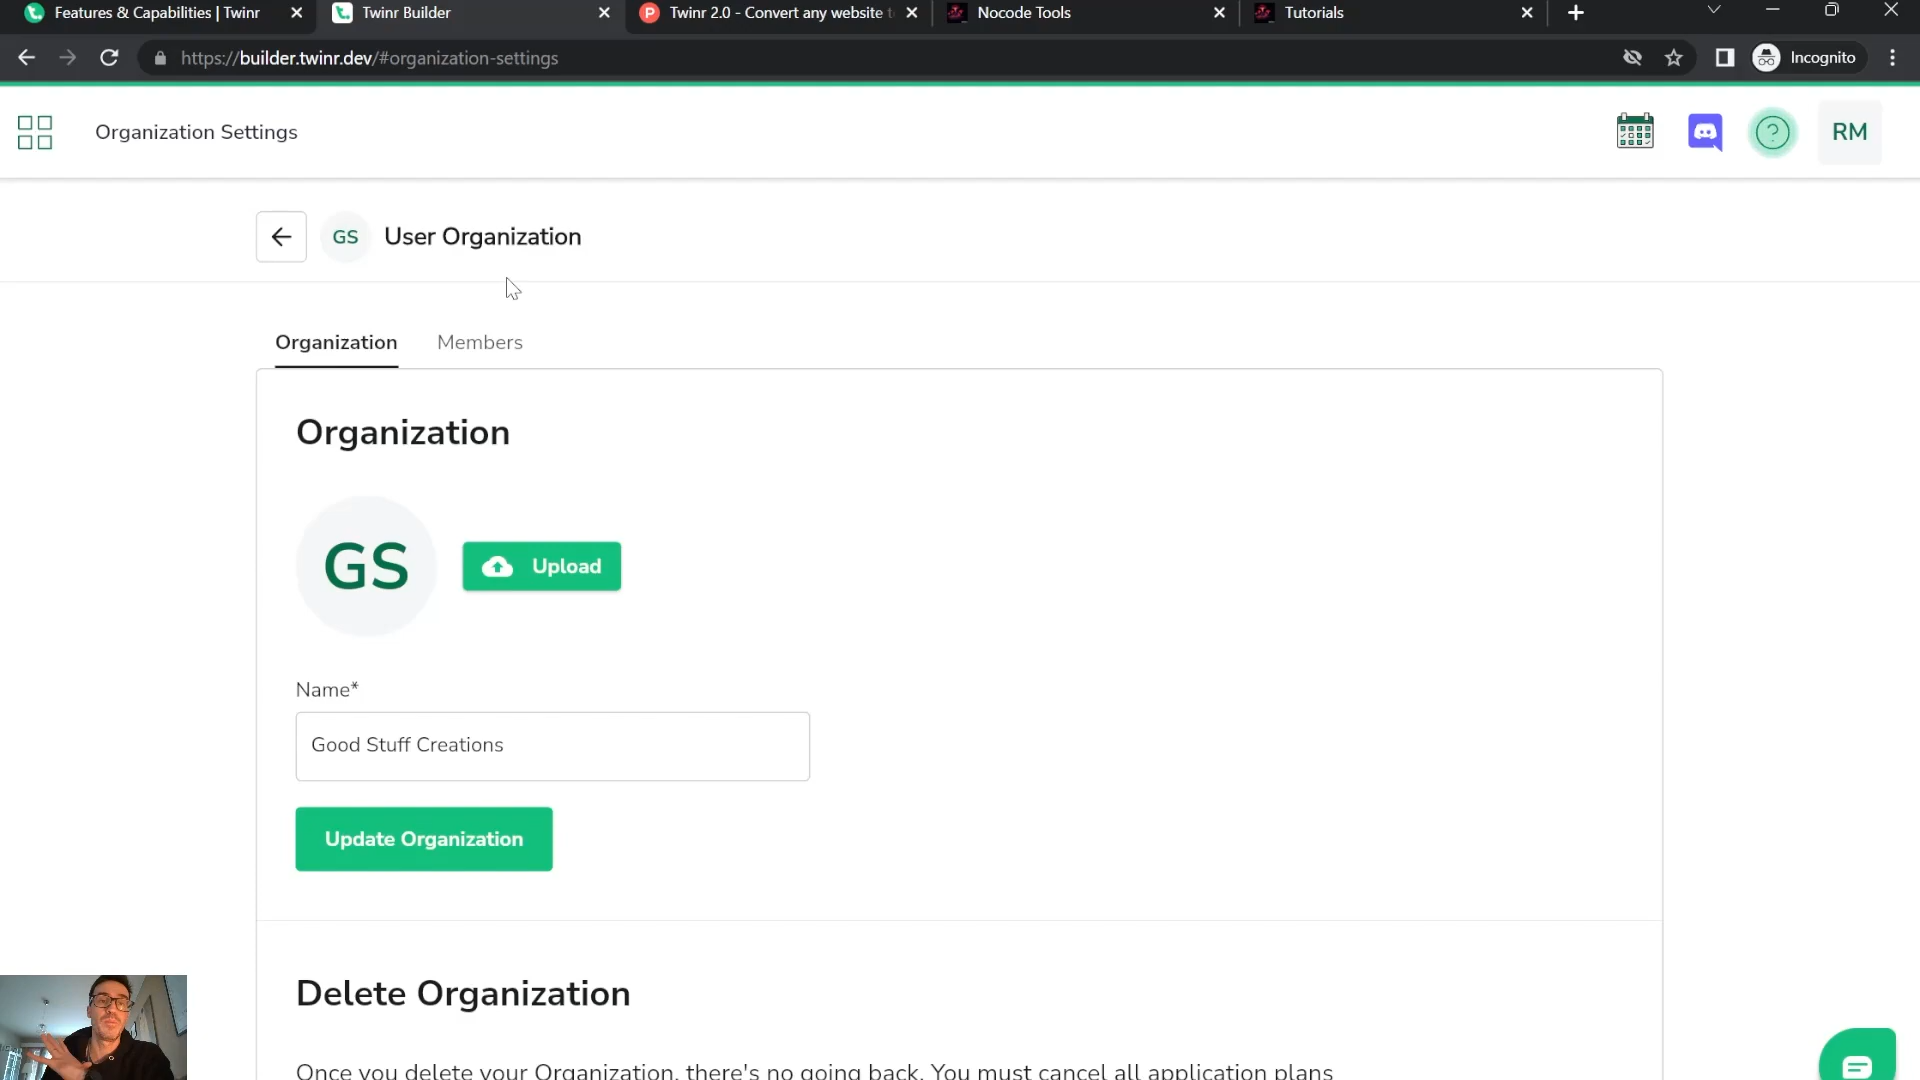 Features & Capabilities | Twinr
Twinr Builder
Twinr 2.0 - Convert any website t
Nocode Tools
Tutorials
https://builder.twinr.dev/#organization-settings
Incognito
Organization Settings
RM
GS User Organization
Organization Members
Organization
GS
Upload
Name*
Good Stuff Creations
Update Organization
Delete Organization
Once you delete your Organization, there's no going back. You must cancel all application plans